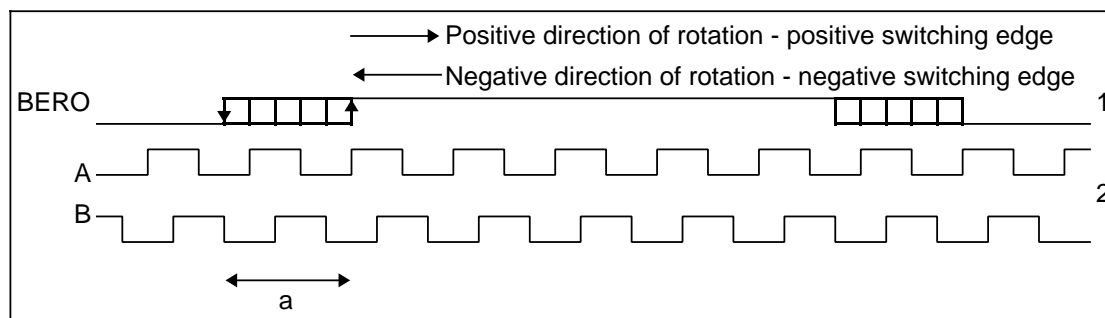 Positive direction of rotation - positive switching edge
Negative direction of rotation - negative switching edge
BERO
1
A
2
B
a